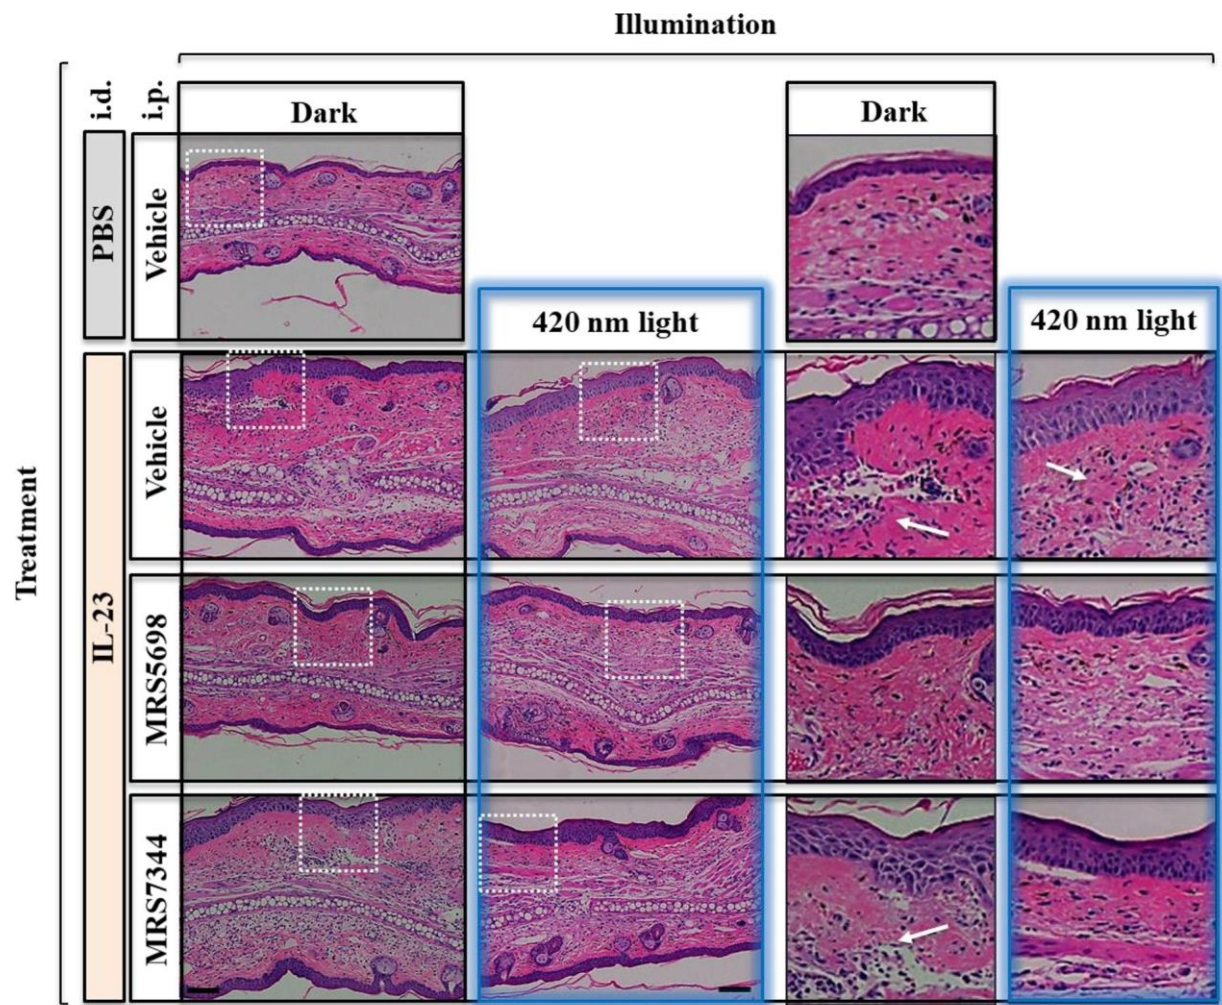 Illumination
Treatment
i.d.
i.p.
Dark
Dark
PBS
Vehicle
420 nm light
420 nm light
IL-23
Vehicle
MRS5698
MRS7344